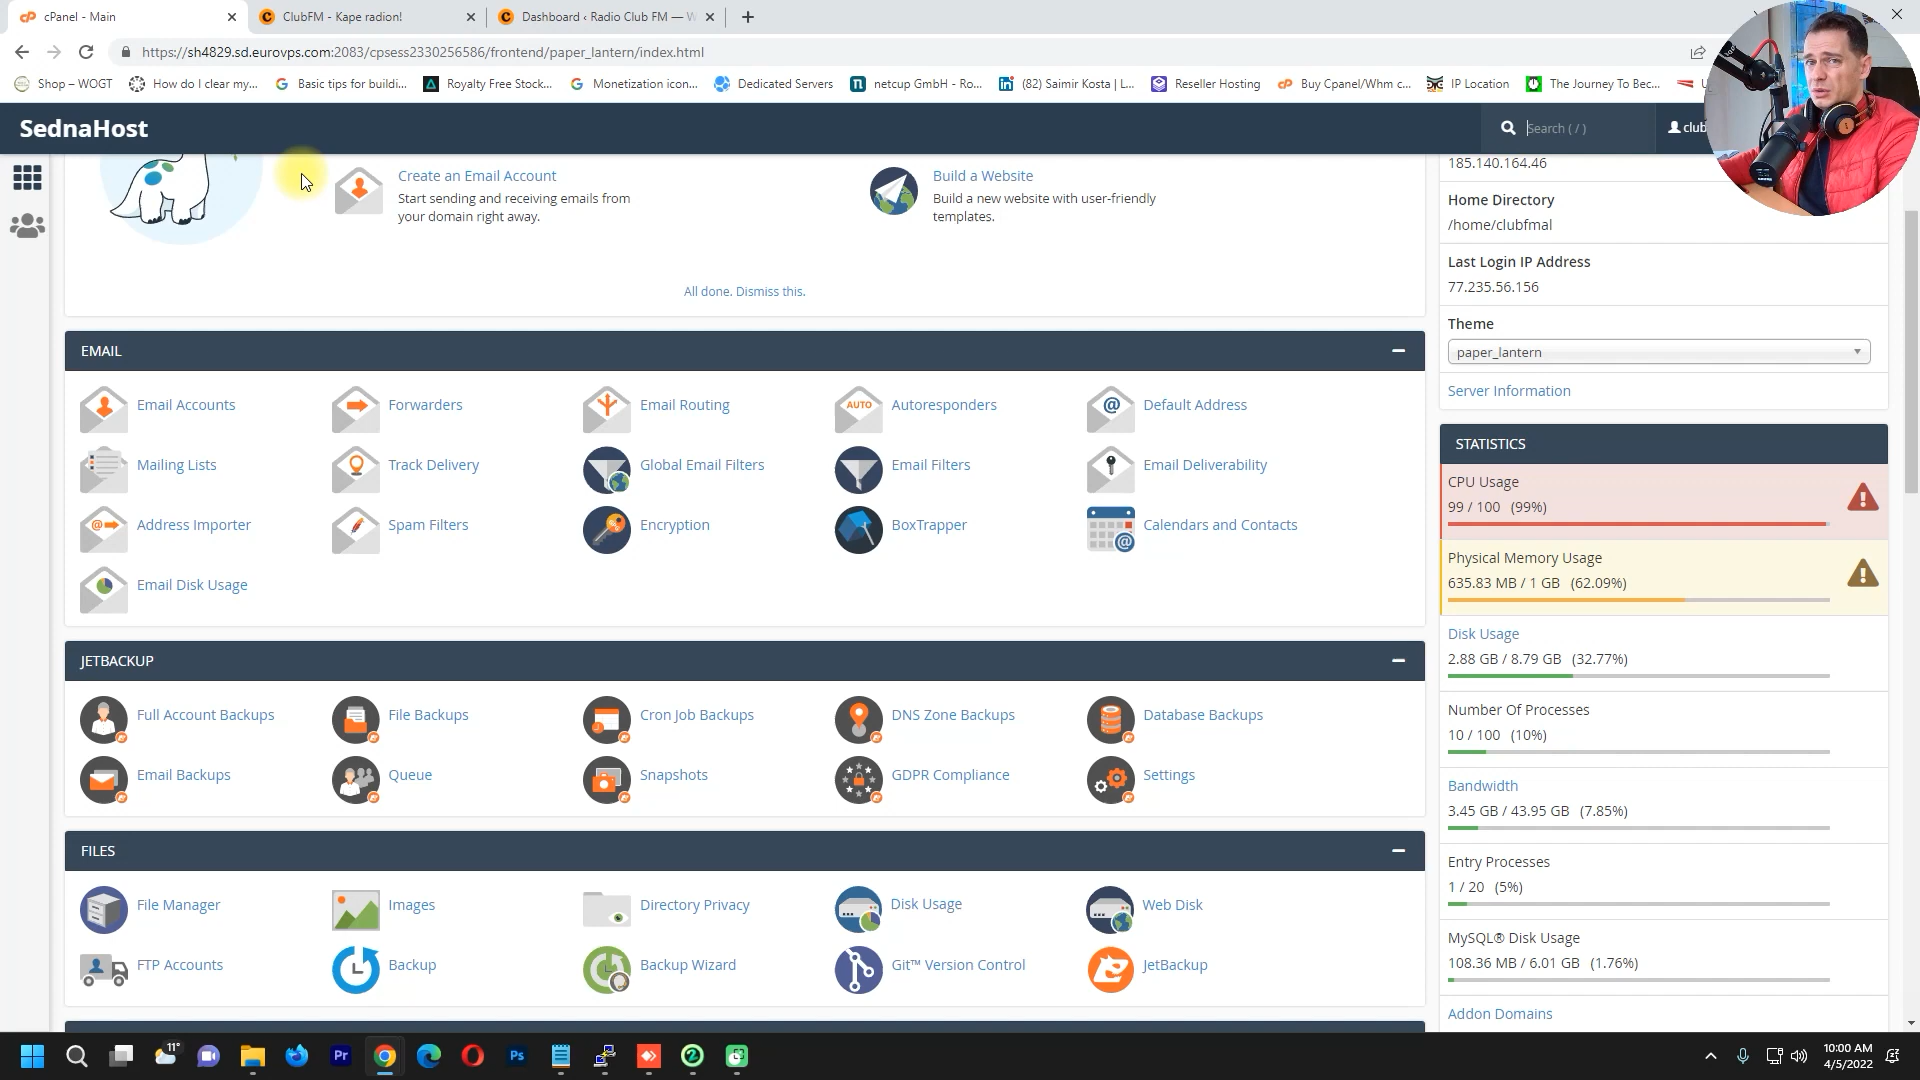 cPanel - Main
ClubFM - Kape radion!
Dashboard ‹ Radio Club FM — W
https://sh4829.sd.eurovps.com:2083/cpsess2330256586/frontend/paper_lantern/index.html
Shop – WOGT
How do I clear my...
Basic tips for buildi...
Royalty Free Stock...
Monetization icon...
Dedicated Servers
netcup GmbH - Ro...
(82) Saimir Kosta | L...
Reseller Hosting
Buy Cpanel/Whm c...
IP Location
The Journey To Bec...
SednaHost
Search ( / )
club
Create an Email Account
Start sending and receiving emails from
your domain right away.
Build a Website
Build a new website with user-friendly
templates.
All done. Dismiss this.
EMAIL
Email Accounts
Forwarders
Email Routing
AUTO
Autoresponders
Default Address
Mailing Lists
Track Delivery
Global Email Filters
Email Filters
Email Deliverability
Address Importer
Spam Filters
Encryption
BoxTrapper
Calendars and Contacts
Email Disk Usage
JETBACKUP
Full Account Backups
File Backups
Cron Job Backups
DNS Zone Backups
Database Backups
Email Backups
Queue
Snapshots
GDPR Compliance
Settings
FILES
File Manager
Images
Directory Privacy
Disk Usage
Web Disk
FTP Accounts
Backup
Backup Wizard
Git™ Version Control
JetBackup
185.140.164.46
Home Directory
/home/clubfmal
Last Login IP Address
77.235.56.156
Theme
paper_lantern
Server Information
STATISTICS
CPU Usage
99 / 100 (99%)
Physical Memory Usage
635.83 MB / 1 GB (62.09%)
Disk Usage
2.88 GB / 8.79 GB (32.77%)
Number Of Processes
10 / 100 (10%)
Bandwidth
3.45 GB / 43.95 GB (7.85%)
Entry Processes
1 / 20 (5%)
MySQL® Disk Usage
108.36 MB / 6.01 GB (1.76%)
Addon Domains
11°
Pr
Ps
10:00 AM
4/5/2022